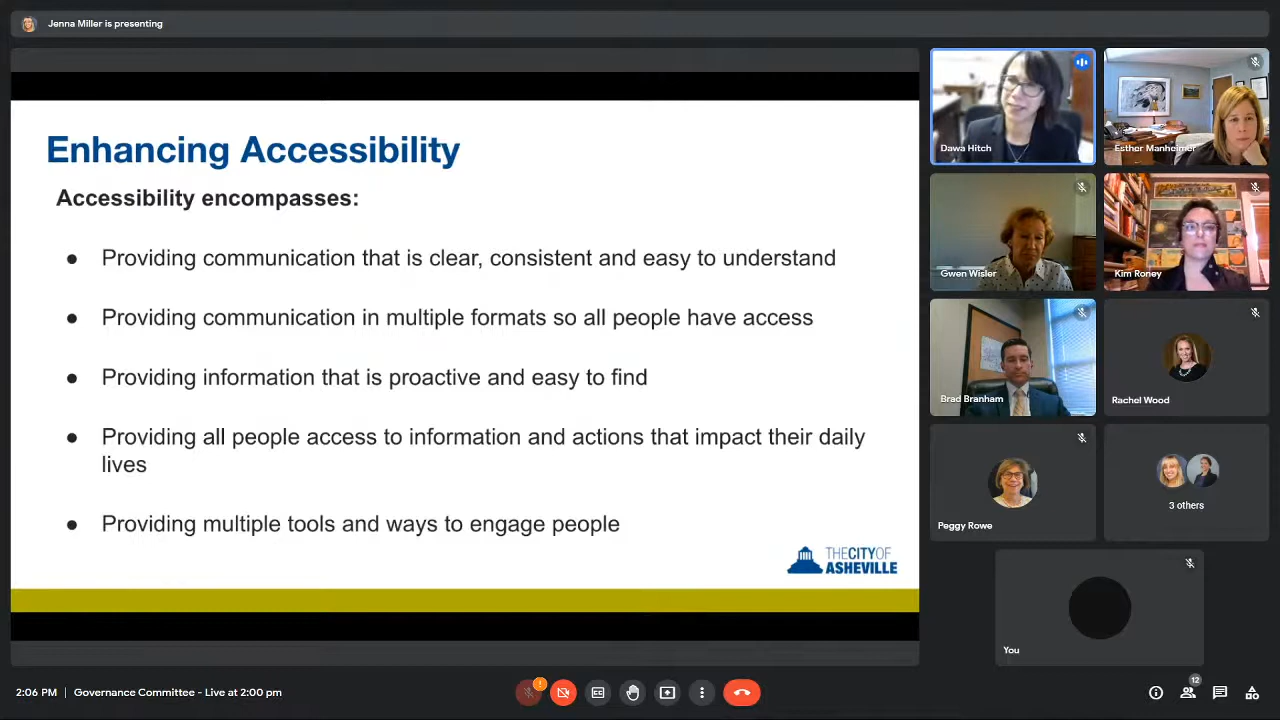 Jenna Miller is presenting
Enhancing Accessibility
Accessibility encompasses:
● Providing communication that is clear, consistent and easy to understand
● Providing communication in multiple formats so all people have access
● Providing information that is proactive and easy to find
● Providing all people access to information and actions that impact their daily
lives
● Providing multiple tools and ways to engage people
THE CITY OF
ASHEVILLE
Dawa Hitch
Esther Manheimer
Gwen Wisler
Kim Roney
Brad Branham
Rachel Wood
Peggy Rowe
3 others
You
2:06 PM | Governance Committee - Live at 2:00 pm
12